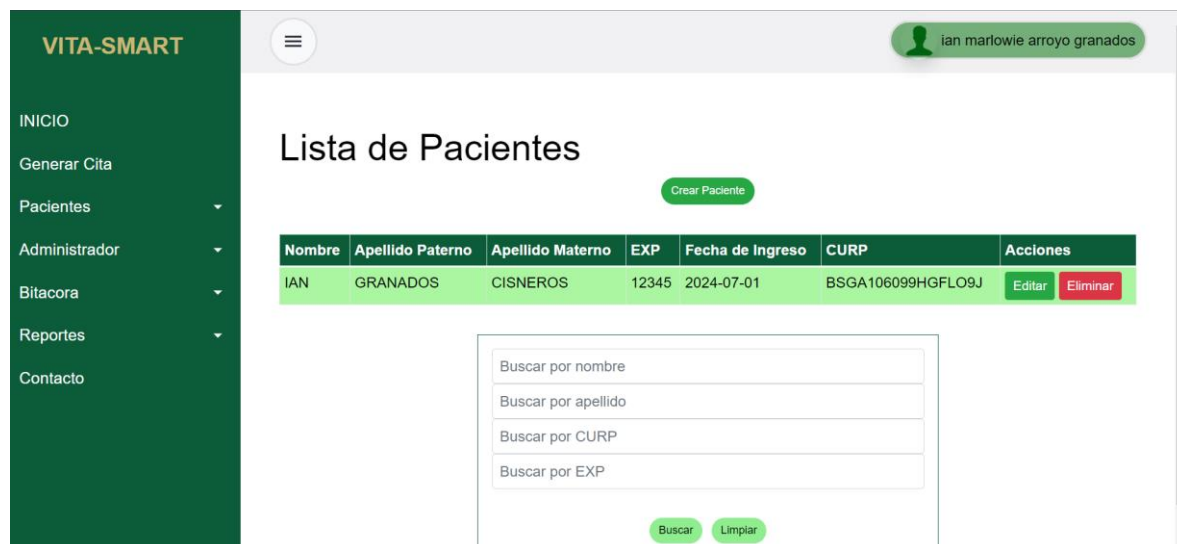 VITA-SMART
ian marlowie arroyo granados
INICIO
Generar Cita
Pacientes
Administrador
Bitacora
Reportes
Contacto
Lista de Pacientes
Crear Paciente
Nombre Apellido Paterno Apellido Materno EXP Fecha de Ingreso CURP Acciones
IAN GRANADOS CISNEROS 12345 2024-07-01 BSGA106099HGFLO9J Editar Eliminar
Buscar por nombre
Buscar por apellido
Buscar por CURP
Buscar por EXP
Buscar Limpiar